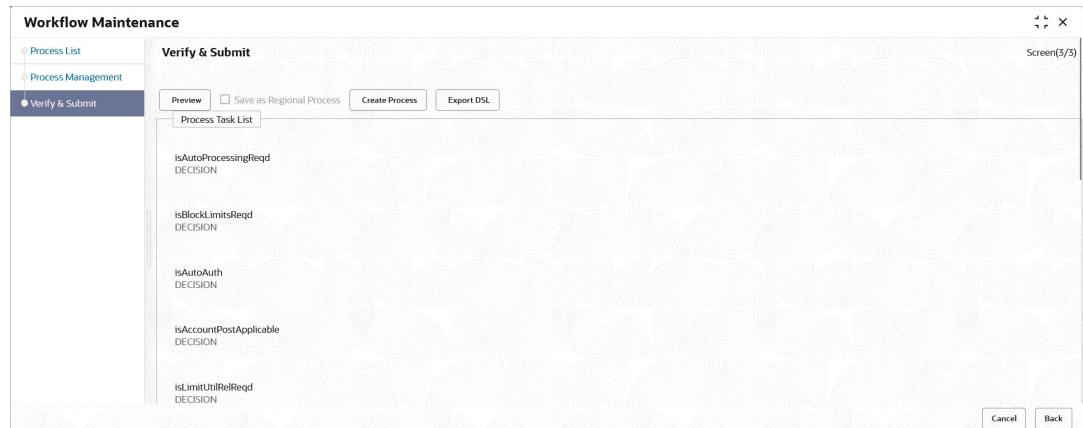 Workflow Maintenance
Process List
Process Management
Verify & Submit
Verify & Submit
Screen(3/3)
Preview
Save as Regional Process
Create Process
Export DSL
Process Task List
isAutoProcessingReqd
DECISION
isBlockLimitsReqd
DECISION
isAutoAuth
DECISION
isAccountPostApplicable
DECISION
isLimitUtilRelReqd
DECISION
Cancel
Back